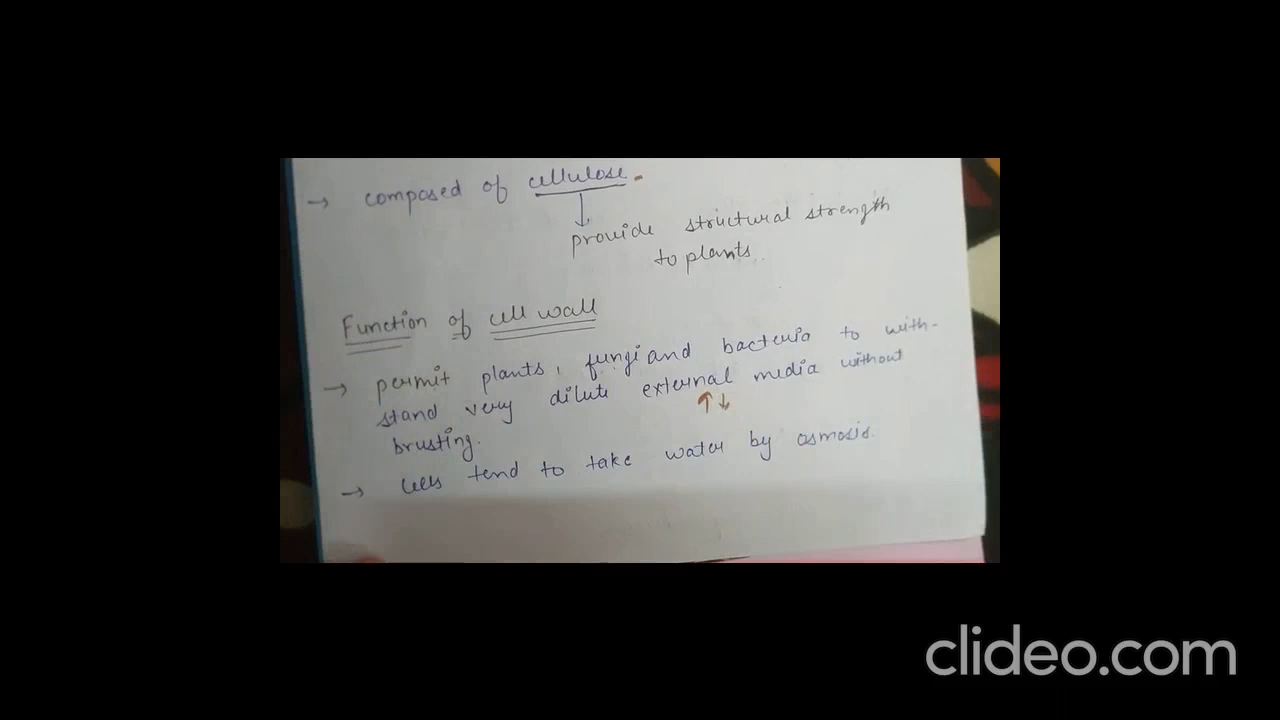 → composed of cellulose.
↓
provide structural strength
to plants.
Function of cell wall
→ permit plants, fungi and bacteria to with-
stand very dilute external media without
↑↓
brusting.
→ cells tend to take water by osmosis.
clideo.com